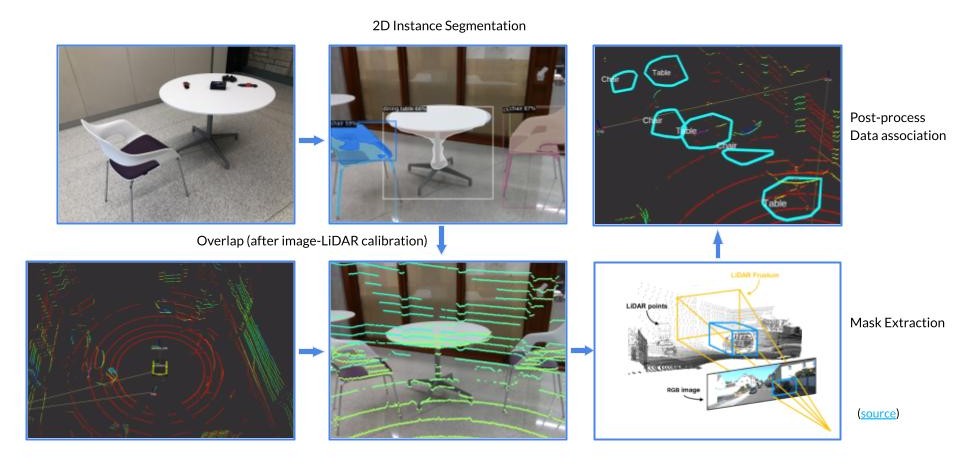 2D Instance Segmentation
dining table 66%
chair 59%
chair 87%
Chair
Table
Chair
Table
Chair
Table
Post-process
Data association
Overlap (after image-LiDAR calibration)
LiDAR Frustum
LiDAR points
RGB image
Mask Extraction
(source)